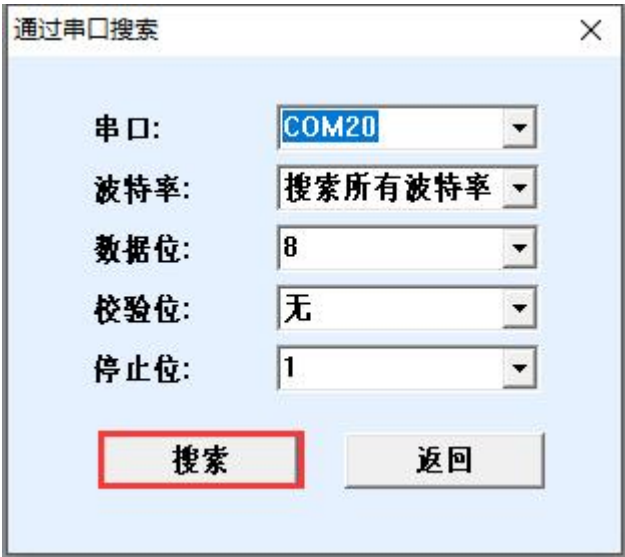 通过串口搜索
串口: COM20
波特率: 搜索所有波特率
数据位: 8
校验位: 无
停止位: 1
搜索 返回